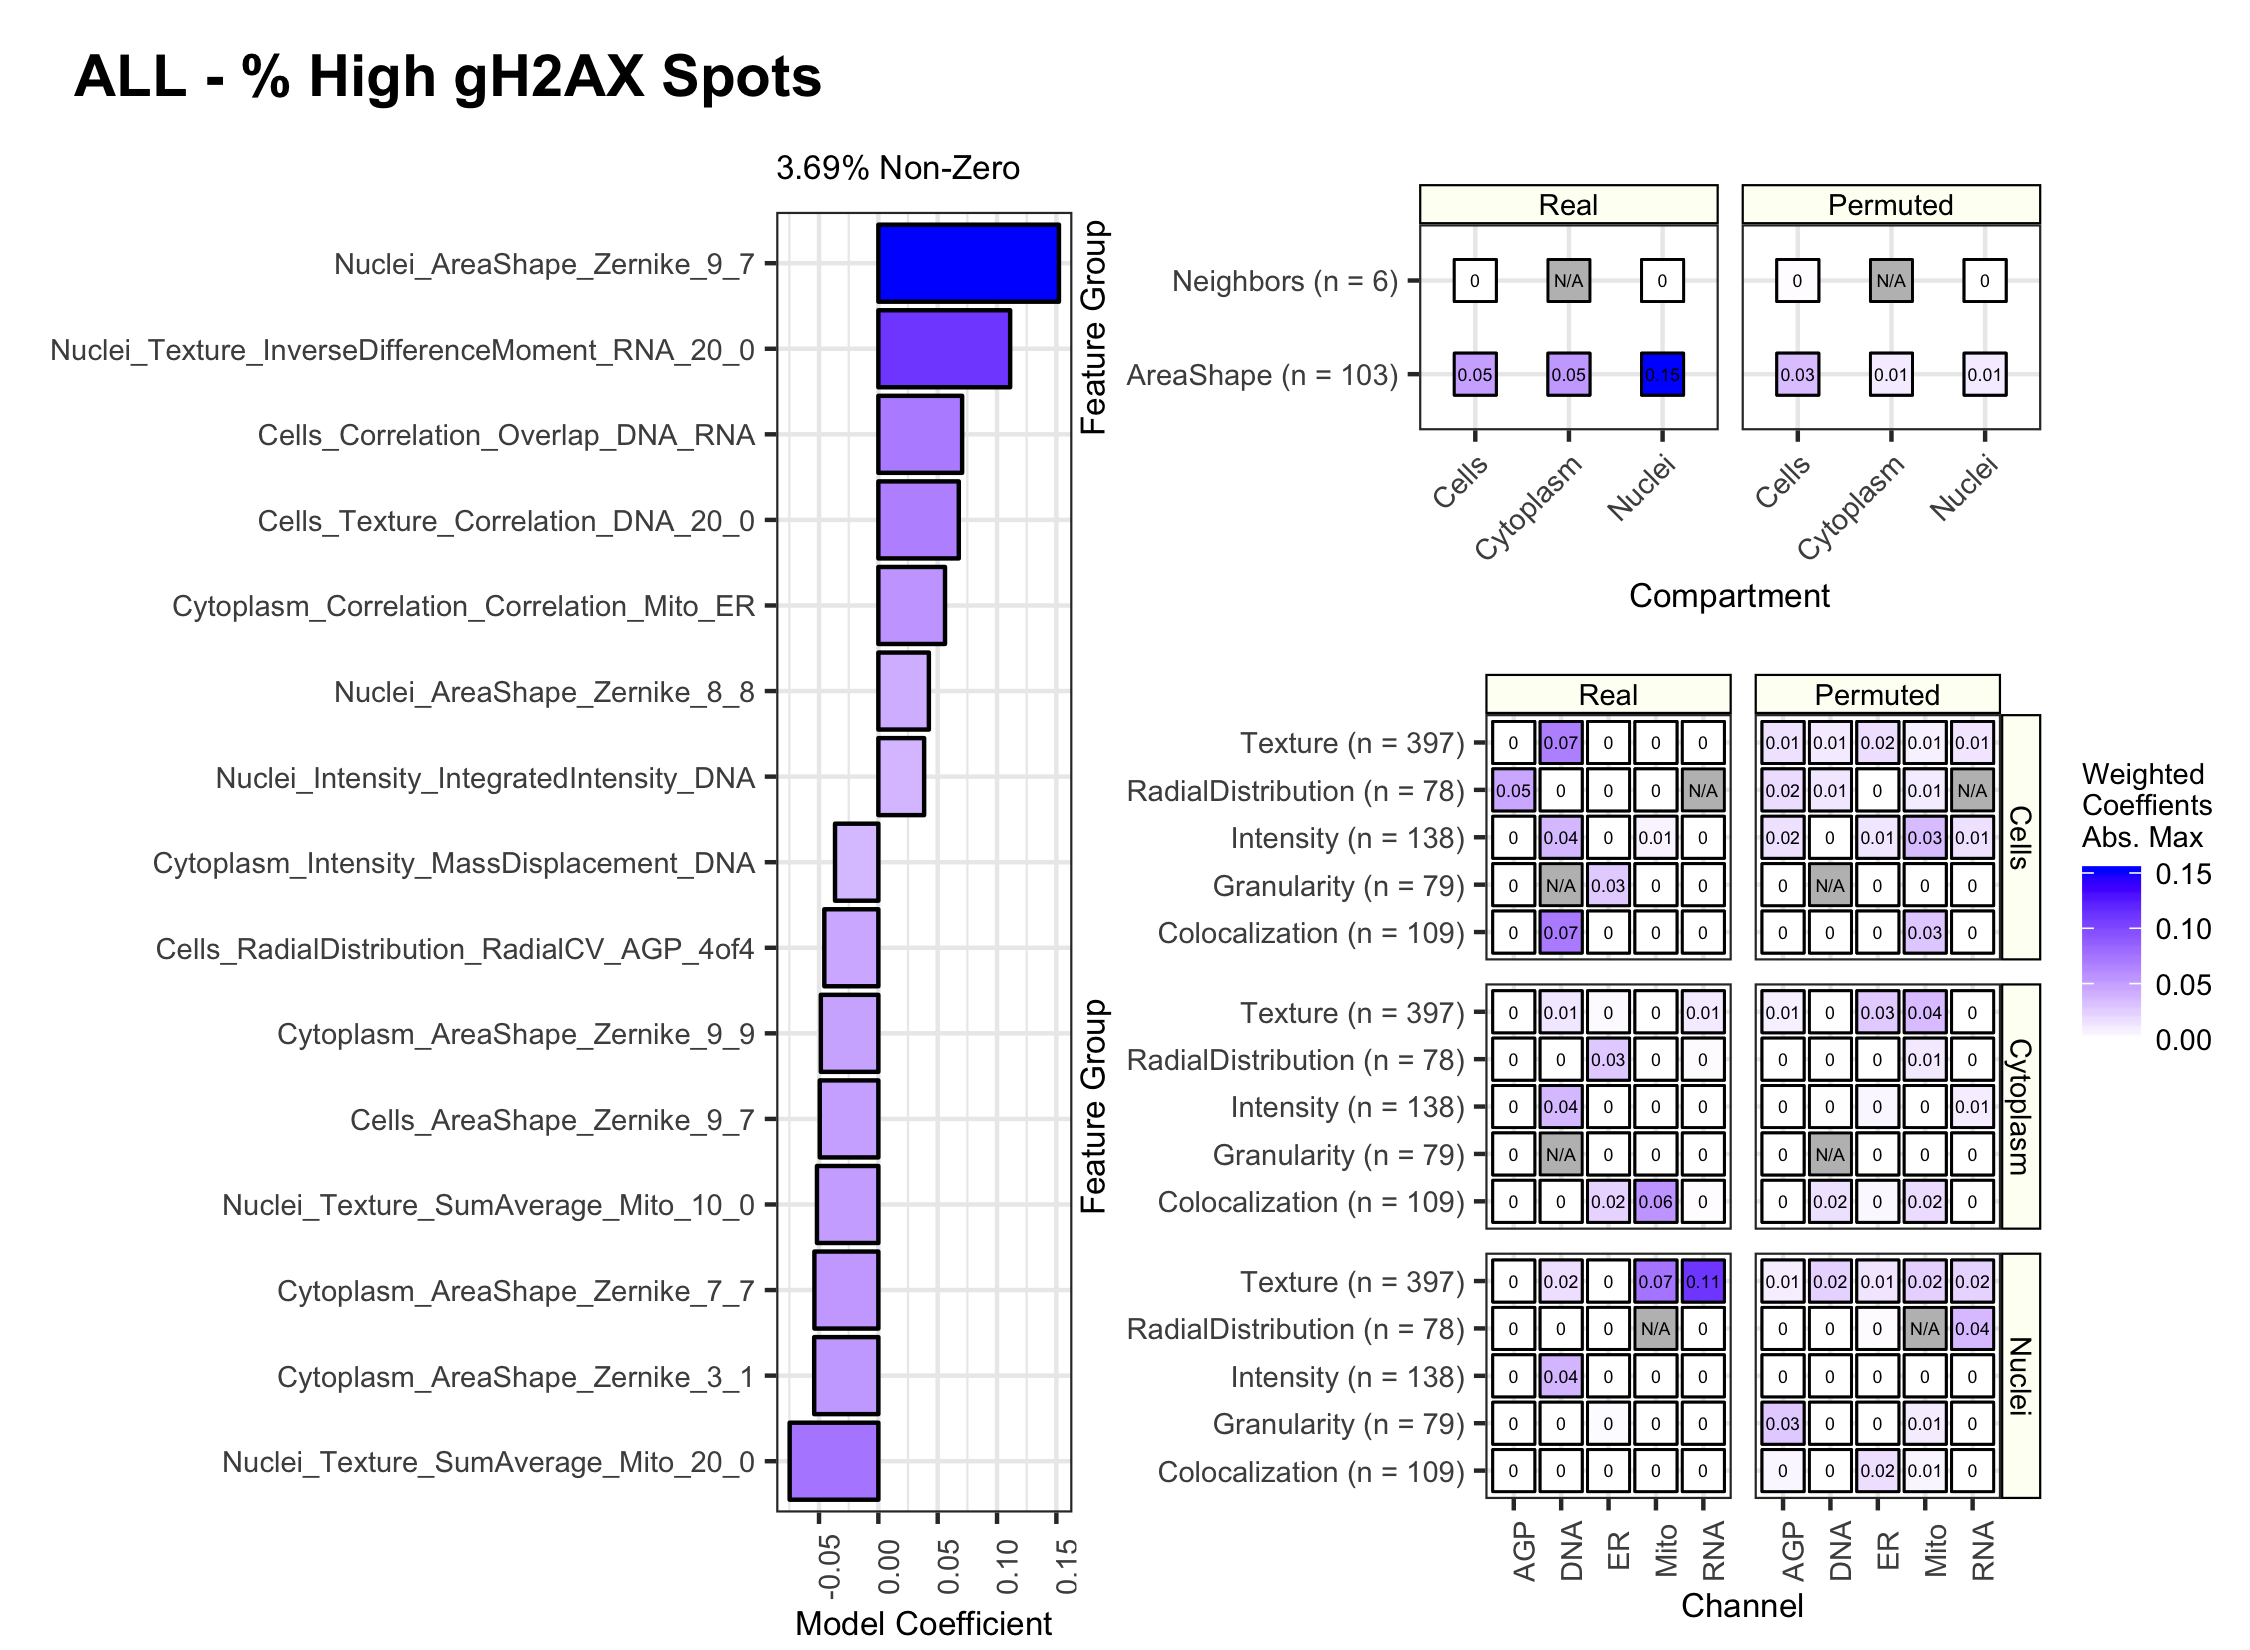 ALL - % High gH2AX Spots
3.69% Non-Zero
Nuclei_AreaShape_Zernike_9_7
Nuclei_Texture_InverseDifferenceMoment_RNA_20_0
Cells_Correlation_Overlap_DNA_RNA
Cells_Texture_Correlation_DNA_20_0
Cytoplasm_Correlation_Correlation_Mito_ER
Nuclei_AreaShape_Zernike_8_8
Nuclei_Intensity_IntegratedIntensity_DNA
Cytoplasm_Intensity_MassDisplacement_DNA
Cells_RadialDistribution_RadialCV_AGP_4of4
Cytoplasm_AreaShape_Zernike_9_9
Cells_AreaShape_Zernike_9_7
Nuclei_Texture_SumAverage_Mito_10_0
Cytoplasm_AreaShape_Zernike_7_7
Cytoplasm_AreaShape_Zernike_3_1
Nuclei_Texture_SumAverage_Mito_20_0
-0.05 0.00 0.05 0.10 0.15
Model Coefficient
Feature Group
Real Permuted
Neighbors (n = 6) 0 N/A 0 0 N/A 0
AreaShape (n = 103) 0.05 0.05 0.15 0.03 0.01 0.01
Cells Cytoplasm Nuclei Cells Cytoplasm Nuclei
Compartment
Feature Group
Real Permuted
Texture (n = 397) 0 0.07 0 0 0 0.01 0.01 0.02 0.01 0.01
RadialDistribution (n = 78) 0.05 0 0 0 N/A 0.02 0.01 0 0.01 N/A
Intensity (n = 138) 0 0.04 0 0.01 0 0.02 0 0.01 0.03 0.01
Granularity (n = 79) 0 N/A 0.03 0 0 0 N/A 0 0 0
Colocalization (n = 109) 0 0.07 0 0 0 0 0 0 0.03 0
Cells
Texture (n = 397) 0 0.01 0 0 0.01 0.01 0 0.03 0.04 0
RadialDistribution (n = 78) 0 0 0.03 0 0 0 0 0 0.01 0
Intensity (n = 138) 0 0.04 0 0 0 0 0 0 0 0.01
Granularity (n = 79) 0 N/A 0 0 0 0 N/A 0 0 0
Colocalization (n = 109) 0 0 0.02 0.06 0 0 0.02 0 0.02 0
Cytoplasm
Texture (n = 397) 0 0.02 0 0.07 0.11 0.01 0.02 0.01 0.02 0.02
RadialDistribution (n = 78) 0 0 0 N/A 0 0 0 0 N/A 0.04
Intensity (n = 138) 0 0.04 0 0 0 0 0 0 0 0
Granularity (n = 79) 0 0 0 0 0 0.03 0 0 0.01 0
Colocalization (n = 109) 0 0 0 0 0 0 0 0.02 0.01 0
Nuclei
AGP DNA ER Mito RNA AGP DNA ER Mito RNA
Channel
Weighted
Coeffients
Abs. Max
0.15
0.10
0.05
0.00